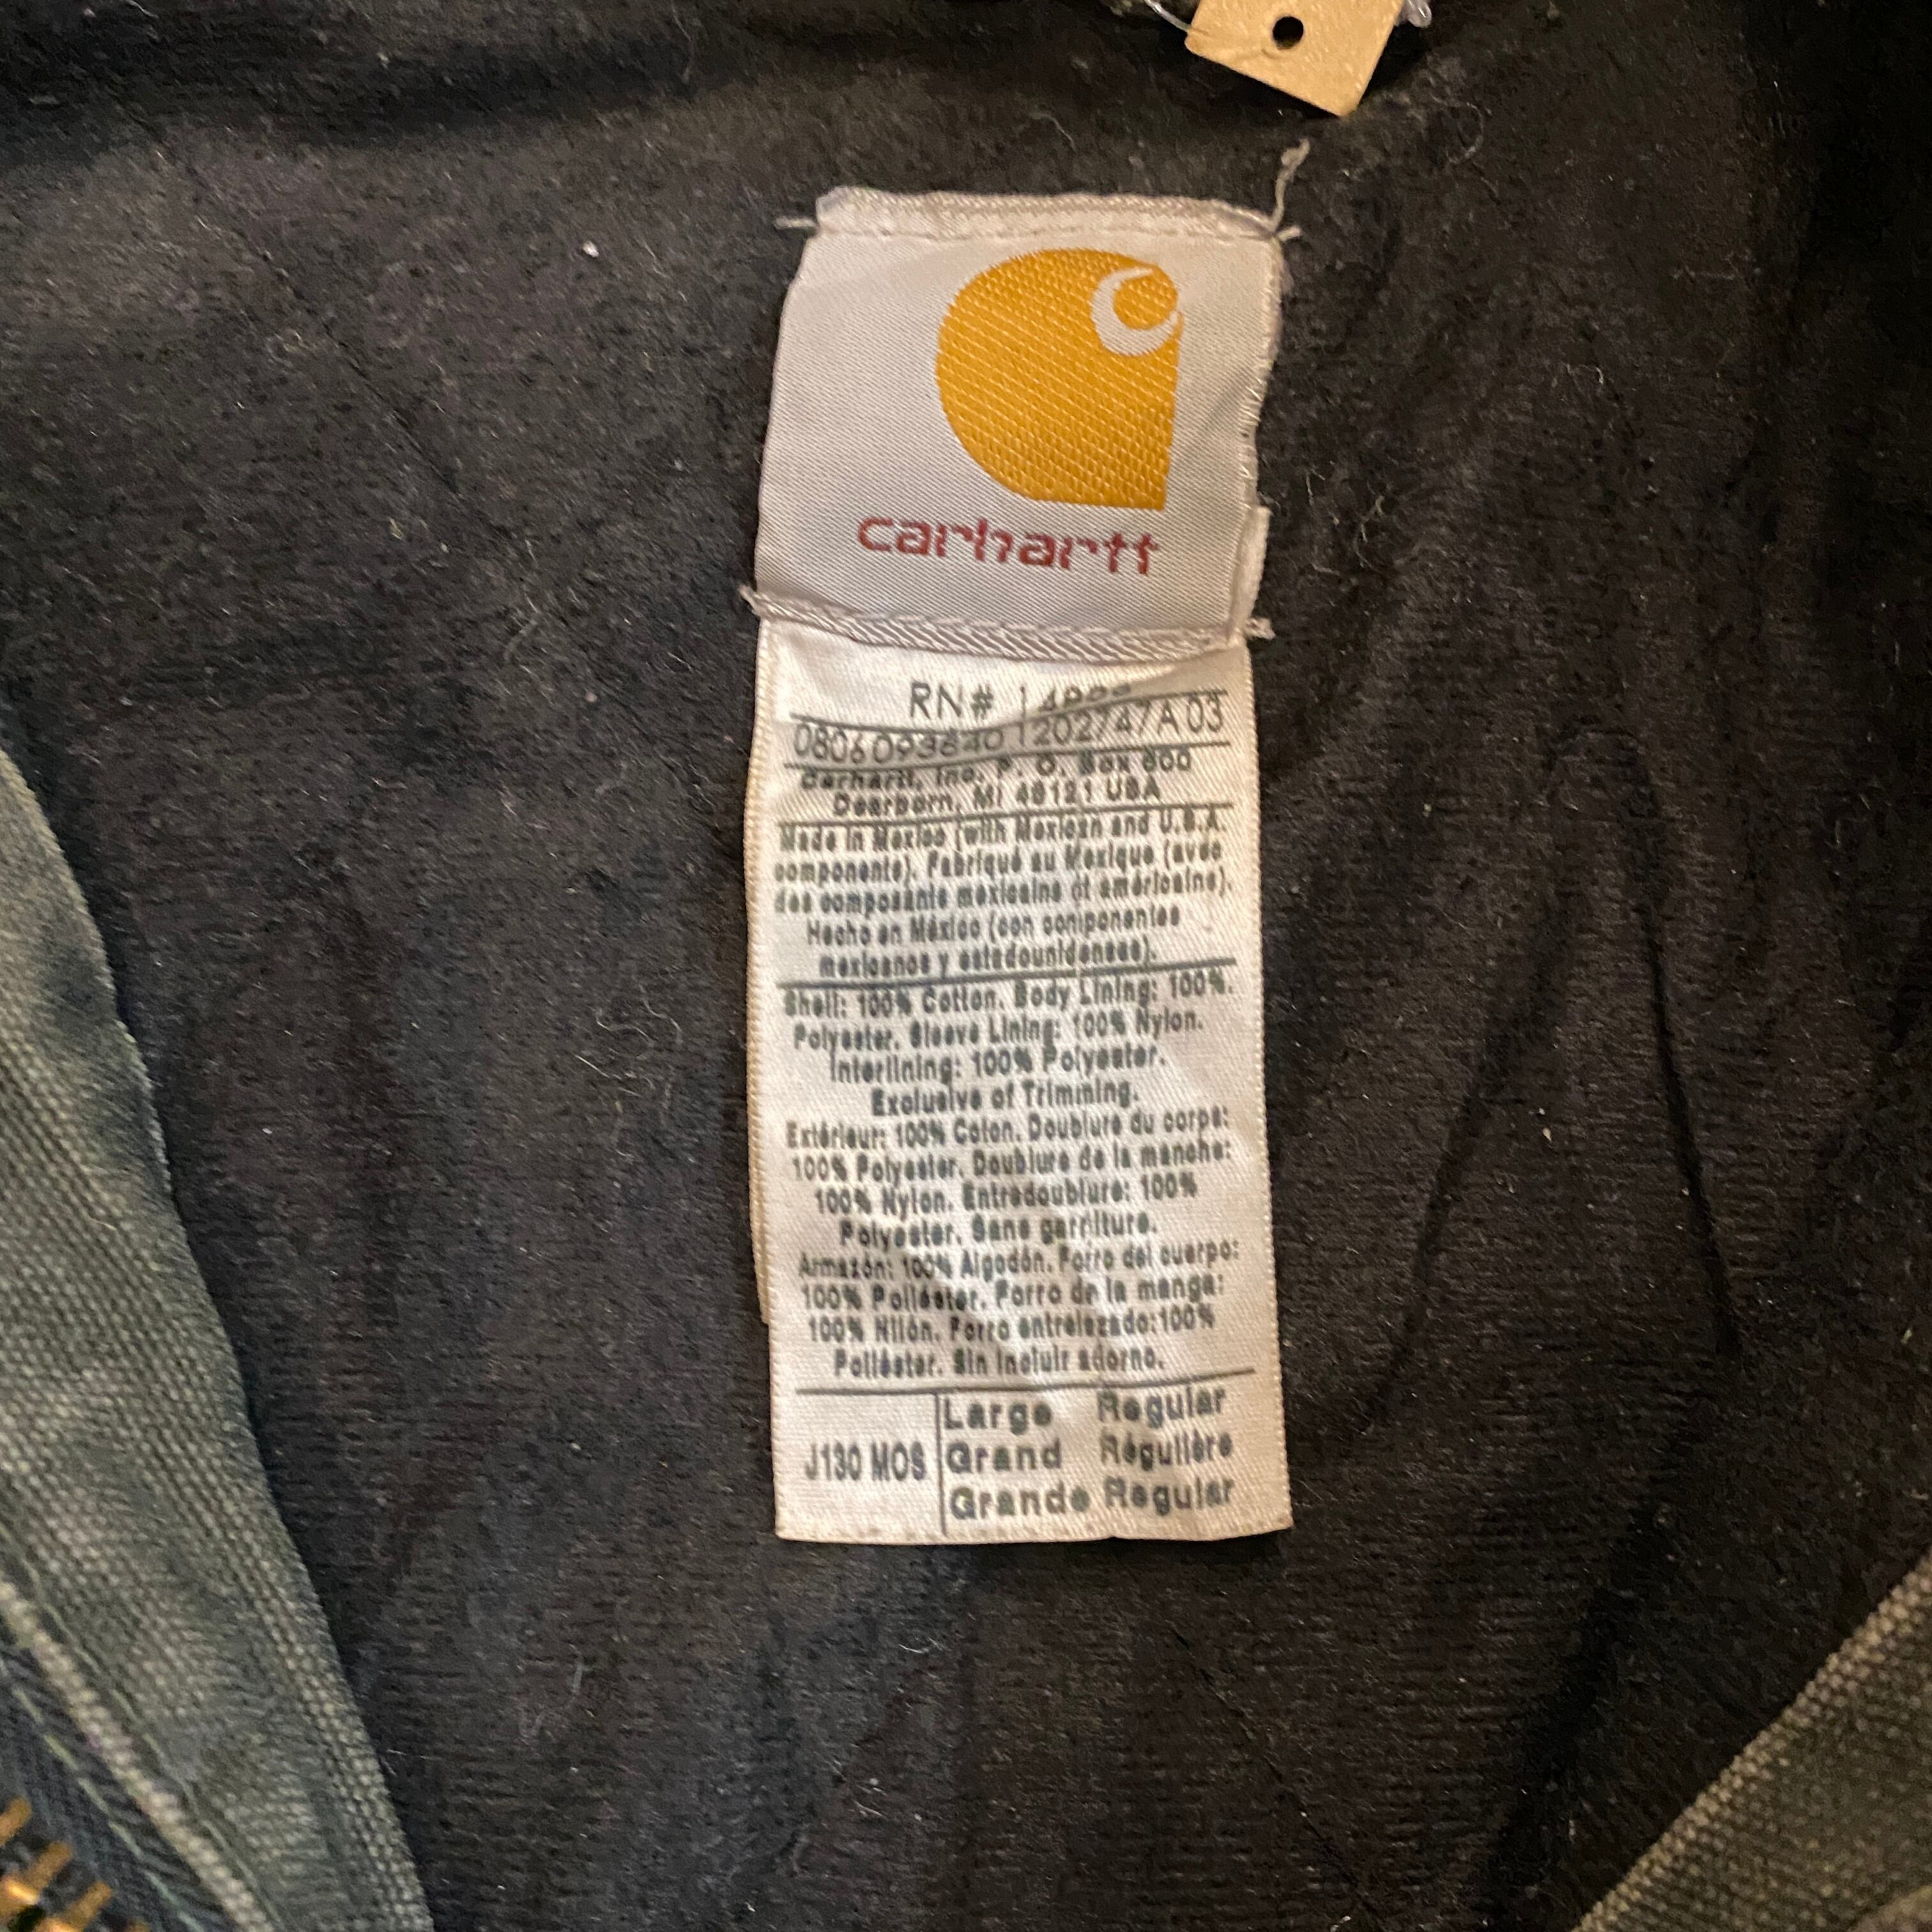 carhartt
RN#
0806093640 1202747A 03
Carhartt, Inc. P. O. Box 600
Dearborn, MI 48121 USA
Made in Mexico (with Mexican and U.S.A.
components). Fabriqué au Mexique (avec
des composants mexicains et américains).
Hecho en México (con componentes
mexicanos y estadounidenses).
Shell: 100% Cotton. Body Lining: 100%.
Polyester. Sleeve Lining: 100% Nylon.
Interlining: 100% Polyester.
Exclusive of Trimming.
Extérieur: 100% Coton. Doublure du corps:
100% Polyester. Doublure de la manche:
100% Nylon. Entredoublure: 100%
Polyester. Sans garniture.
Armazón: 100% Algodón. Forro del cuerpo:
100% Poliéster. Forro de la manga:
100% Nilón. Forro entrelazado:100%
Poliéster. Sin incluir adorno.
J130 MOS
Large Regular
Grand Régulière
Grande Regular